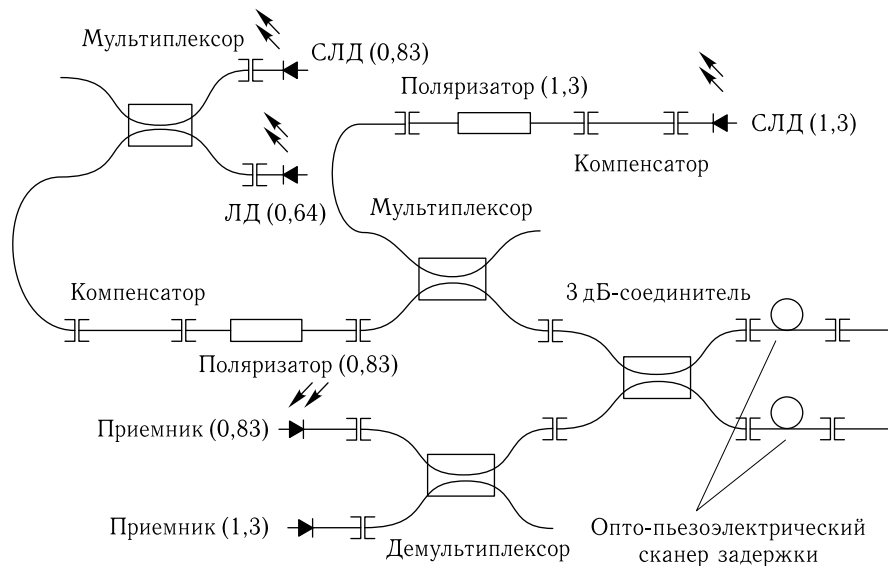 Мультиплексор
СЛД (0,83)
Поляризатор (1,3)
СЛД (1,3)
Компенсатор
ЛД (0,64)
Мультиплексор
Компенсатор
3 дБ-соединитель
Поляризатор (0,83)
Приемник (0,83)
Приемник (1,3)
Демультиплексор
Опто-пьезоэлектрический
сканер задержки